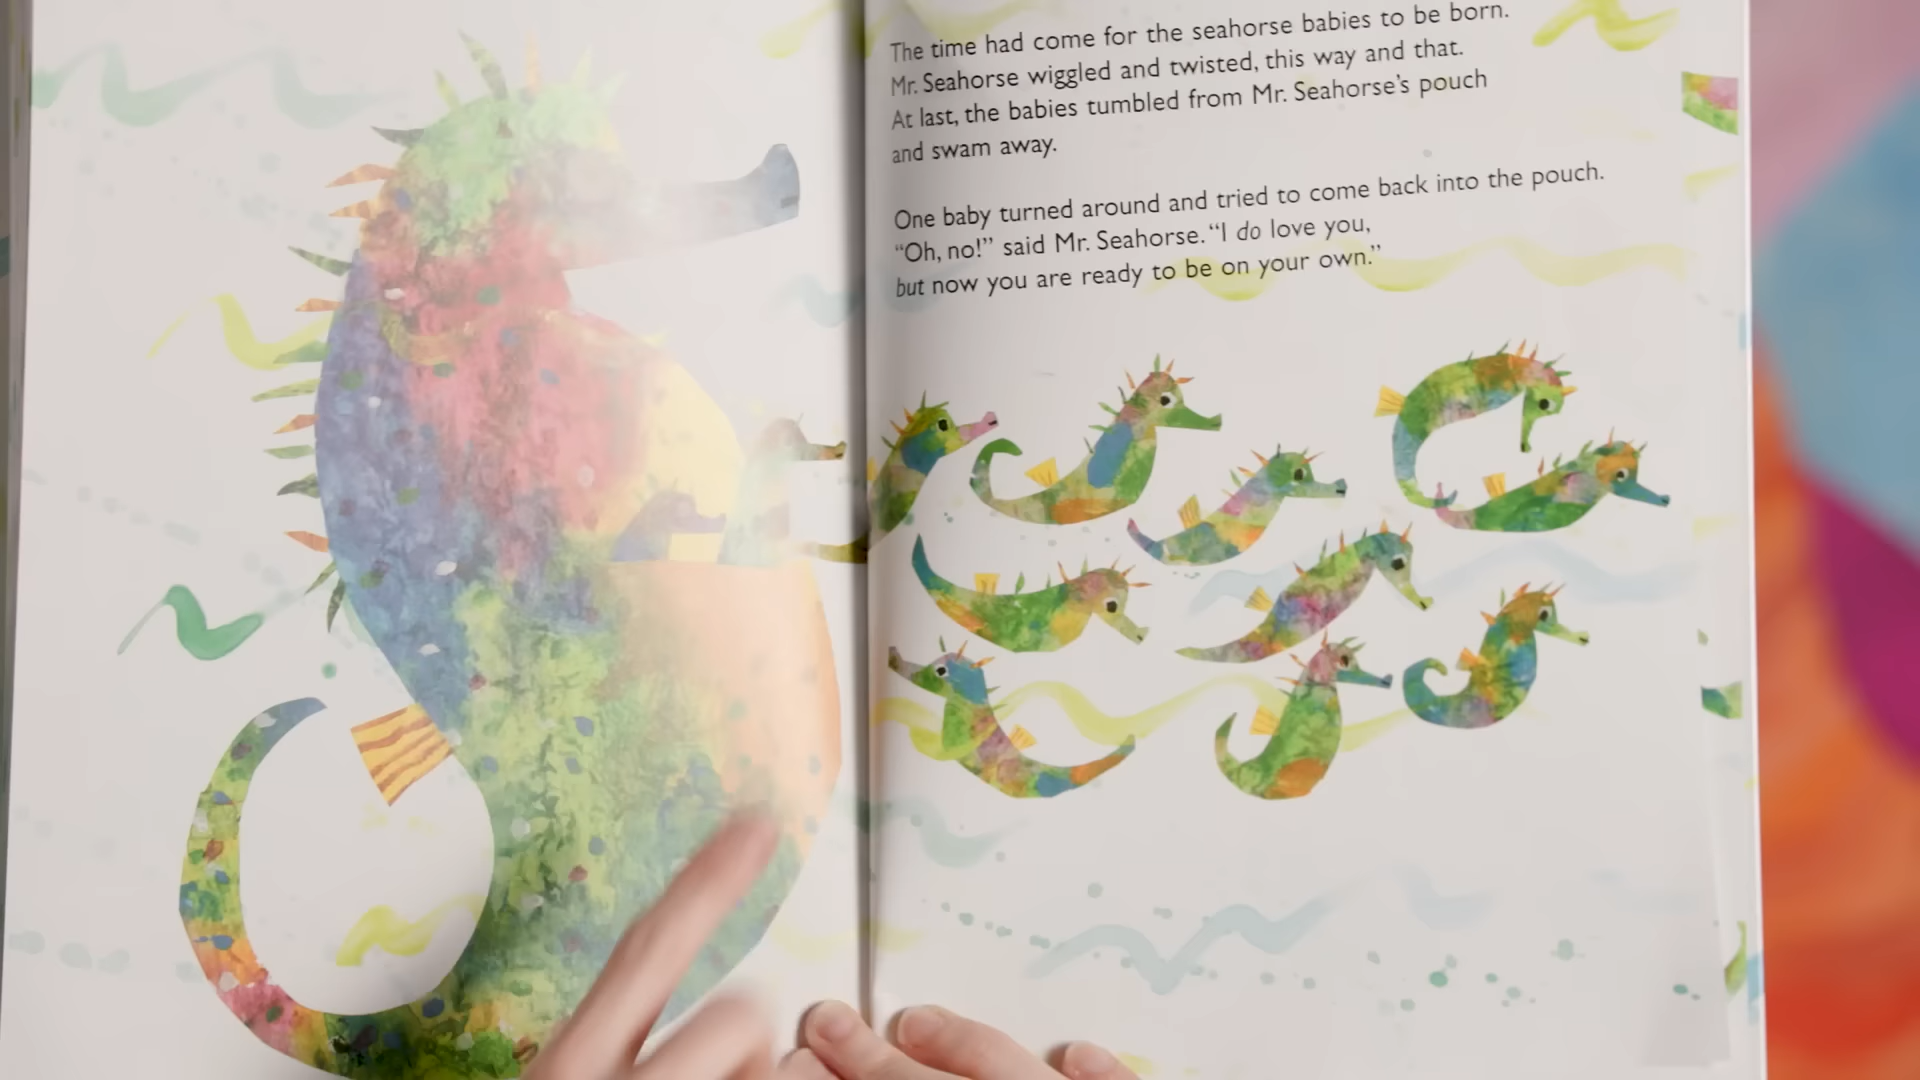 The time had come for the seahorse babies to be born.
Mr. Seahorse wiggled and twisted, this way and that.
At last, the babies tumbled from Mr. Seahorse’s pouch
and swam away.
One baby turned around and tried to come back into the pouch.
“Oh, no!” said Mr. Seahorse. “I do love you,
but now you are ready to be on your own.”